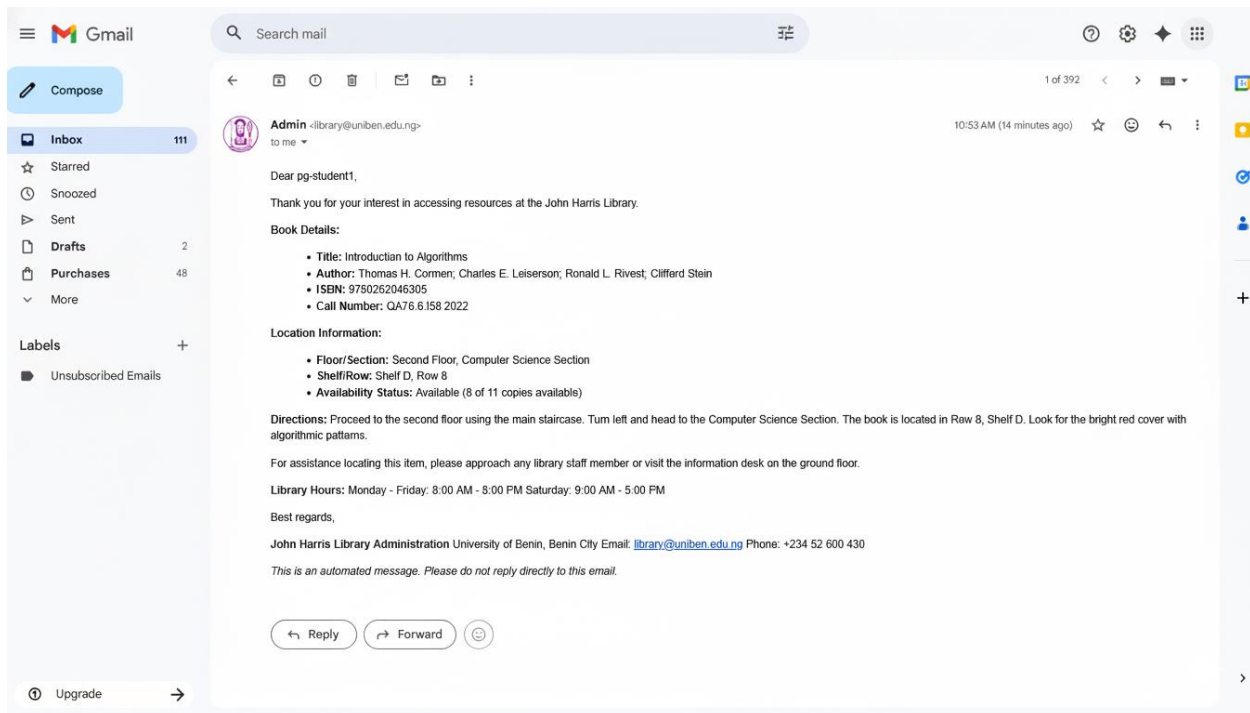 Gmail
Search mail
Compose
1 of 392
Inbox 111
Starred
Snoozed
Sent
Drafts 2
Purchases 48
More
Labels
Unsubscribed Emails
Admin <library@uniben.edu.ng>
10:53 AM (14 minutes ago)
to me
Dear pg-student1,
Thank you for your interest in accessing resources at the John Harris Library.
Book Details:
• Title: Introduction to Algorithms
• Author: Thomas H. Cormen; Charles E. Leiserson; Ronald L. Rivest; Clifferd Stein
• ISBN: 9750262046305
• Call Number: QA76.6.I58 2022
Location Information:
• Floor/Section: Second Floor, Computer Science Section
• Shelf/Row: Shelf D, Row 8
• Availability Status: Available (8 of 11 copies available)
Directions: Proceed to the second floor using the main staircase. Turn left and head to the Computer Science Section. The book is located in Raw 8, Shelf D. Look for the bright red cover with
algorithmic pattams.
For assistance locating this item, please approach any library staff member or visit the information desk on the ground floor.
Library Hours: Monday - Friday: 8:00 AM - 8:00 PM Saturday: 9:00 AM - 5:00 PM
Best regards,
John Harris Library Administration University of Benin, Benin City Email: library@uniben.edu.ng Phone: +234 52 600 430
This is an automated message. Please do not reply directly to this email.
Reply
Forward
Upgrade